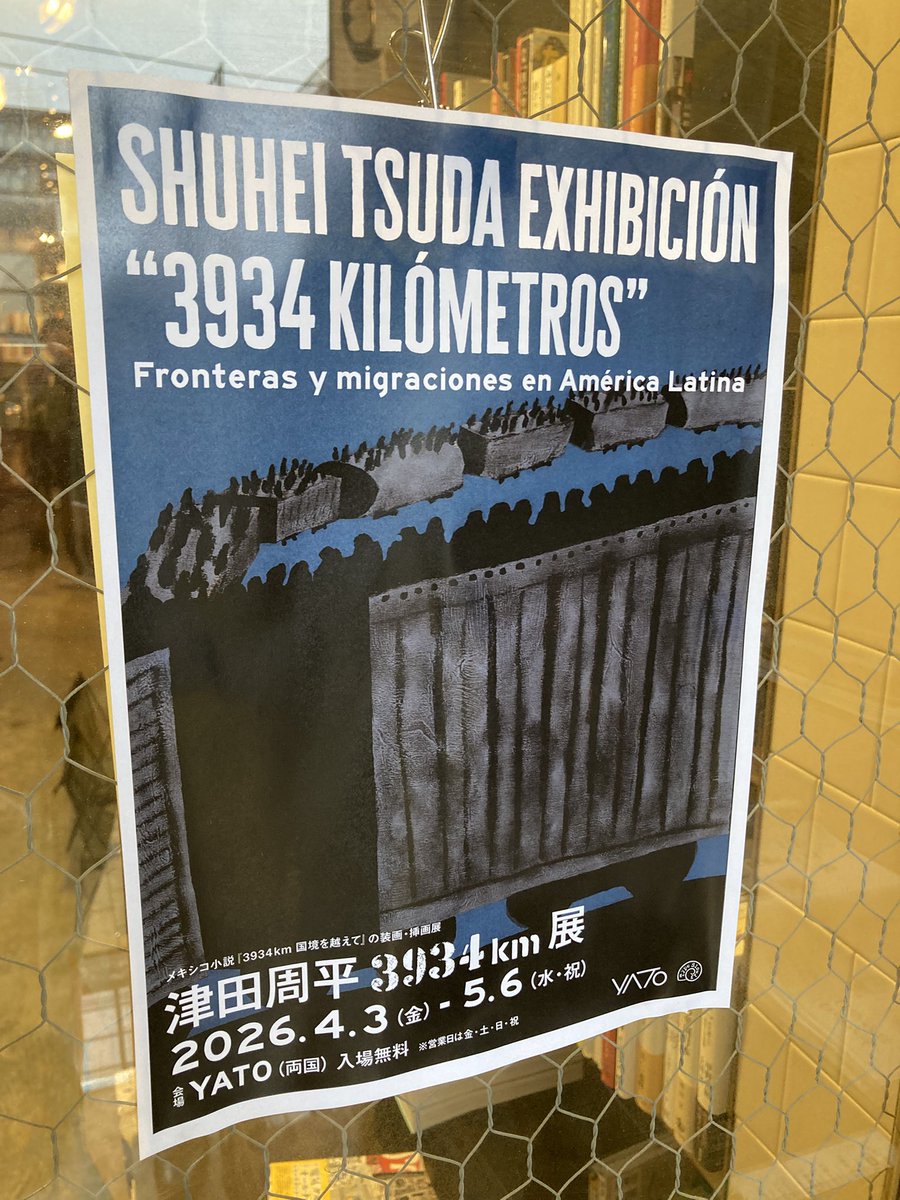 SHUHEI TSUDA EXHIBICIÓN
“3934 KILÓMETROS”
Fronteras y migraciones en América Latina
メキシコ小説『3934km 国境を越えて』の装画・挿画展
津田周平 3934km 展
2026.4.3（金）- 5.6（水・祝）
会場 YATO（両国）入場無料 ※営業日は金・土・日・祝
YATO